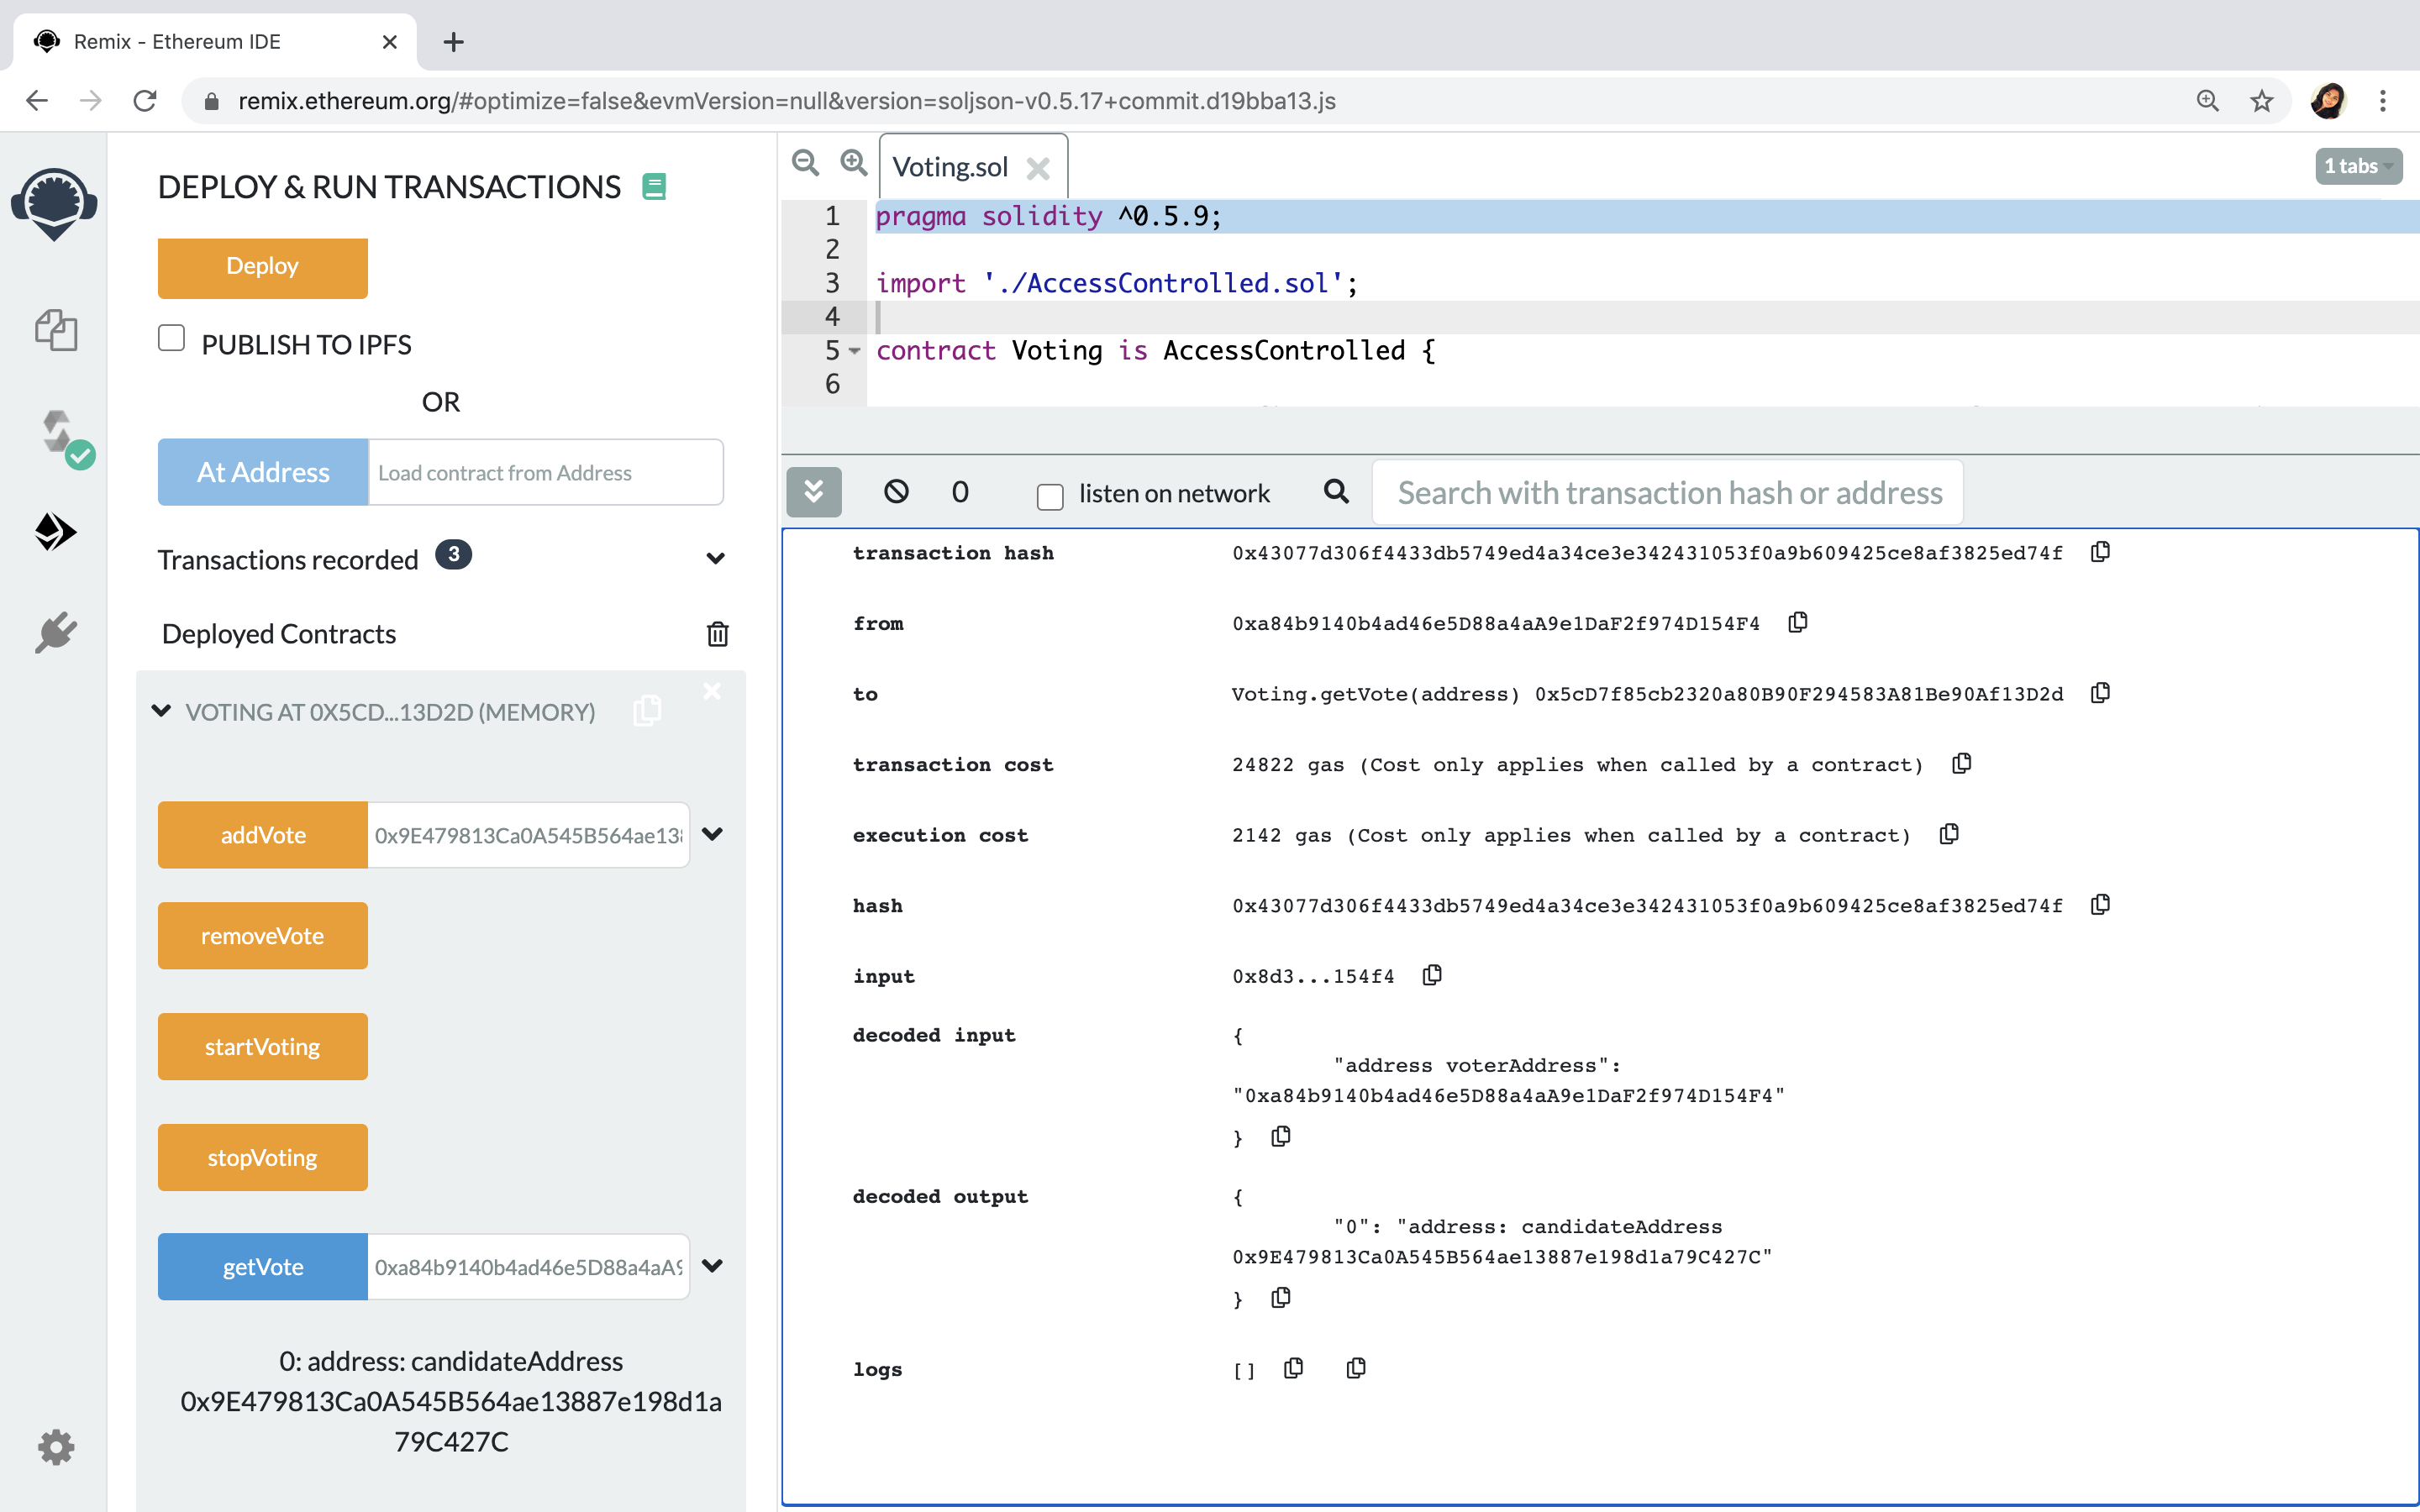 Remix - Ethereum IDE
remix.ethereum.org/#optimize=false&evmVersion=null&version=soljson-v0.5.17+commit.d19bba13.js
DEPLOY & RUN TRANSACTIONS
Deploy
PUBLISH TO IPFS
OR
At Address
Load contract from Address
Transactions recorded 3
Deployed Contracts
VOTING AT 0X5CD...13D2D (MEMORY)
addVote
0x9E479813Ca0A545B564ae13
removeVote
startVoting
stopVoting
getVote
0xa84b9140b4ad46e5D88a4aA9
0: address: candidateAddress
0x9E479813Ca0A545B564ae13887e198d1a
79C427C
Voting.sol
1 tabs
1 pragma solidity ^0.5.9;
2
3 import './AccessControlled.sol';
4
5 contract Voting is AccessControlled {
6
0
listen on network
Search with transaction hash or address
transaction hash 0x43077d306f4433db5749ed4a34ce3e342431053f0a9b609425ce8af3825ed74f
from 0xa84b9140b4ad46e5D88a4aA9e1DaF2f974D154F4
to Voting.getVote(address) 0x5cD7f85cb2320a80B90F294583A81Be90Af13D2d
transaction cost 24822 gas (Cost only applies when called by a contract)
execution cost 2142 gas (Cost only applies when called by a contract)
hash 0x43077d306f4433db5749ed4a34ce3e342431053f0a9b609425ce8af3825ed74f
input 0x8d3...154f4
decoded input {
"address voterAddress":
"0xa84b9140b4ad46e5D88a4aA9e1DaF2f974D154F4"
}
decoded output {
"0": "address: candidateAddress
0x9E479813Ca0A545B564ae13887e198d1a79C427C"
}
logs []